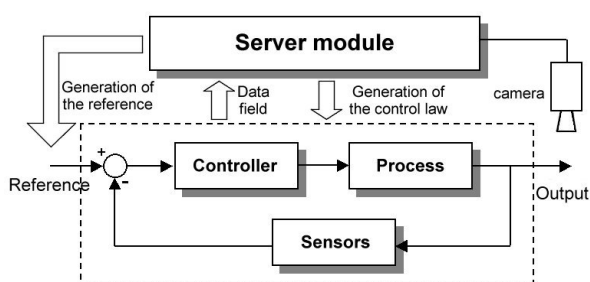 Server module
Generation of
the reference
Data
field
Generation of
the control law
camera
+
Controller
Process
Reference
-
Output
Sensors